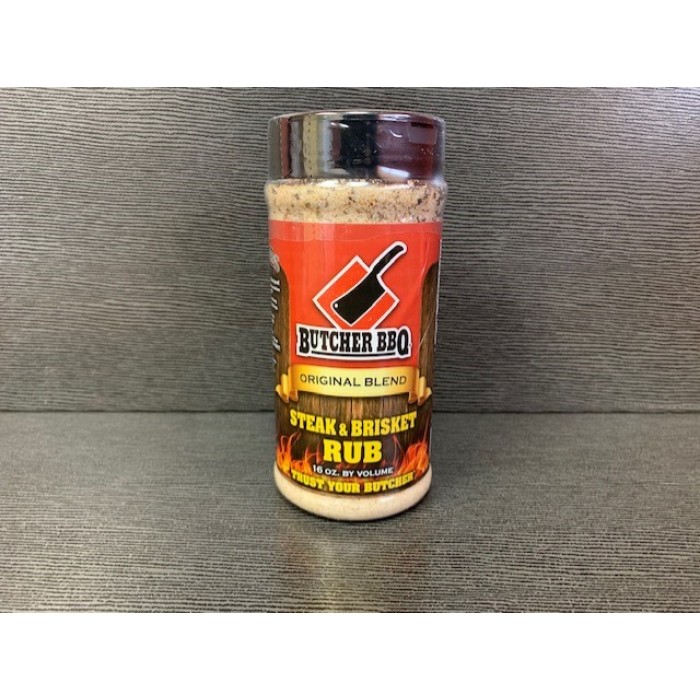 BUTCHER BBQ
ORIGINAL BLEND
STEAK & BRISKET
RUB
16 OZ. BY VOLUME
TRUST YOUR BUTCHER